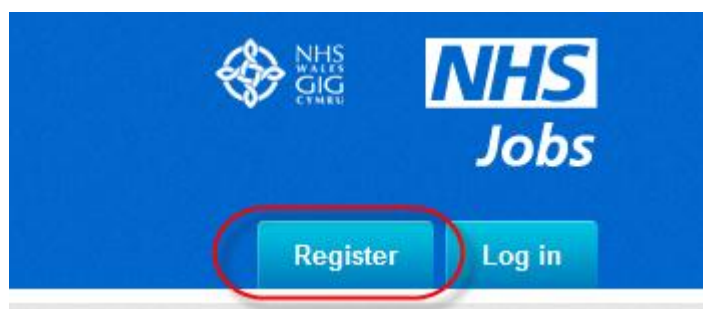 NHS
WALES
GIG
CYMRU
NHS
Jobs
Register
Log in